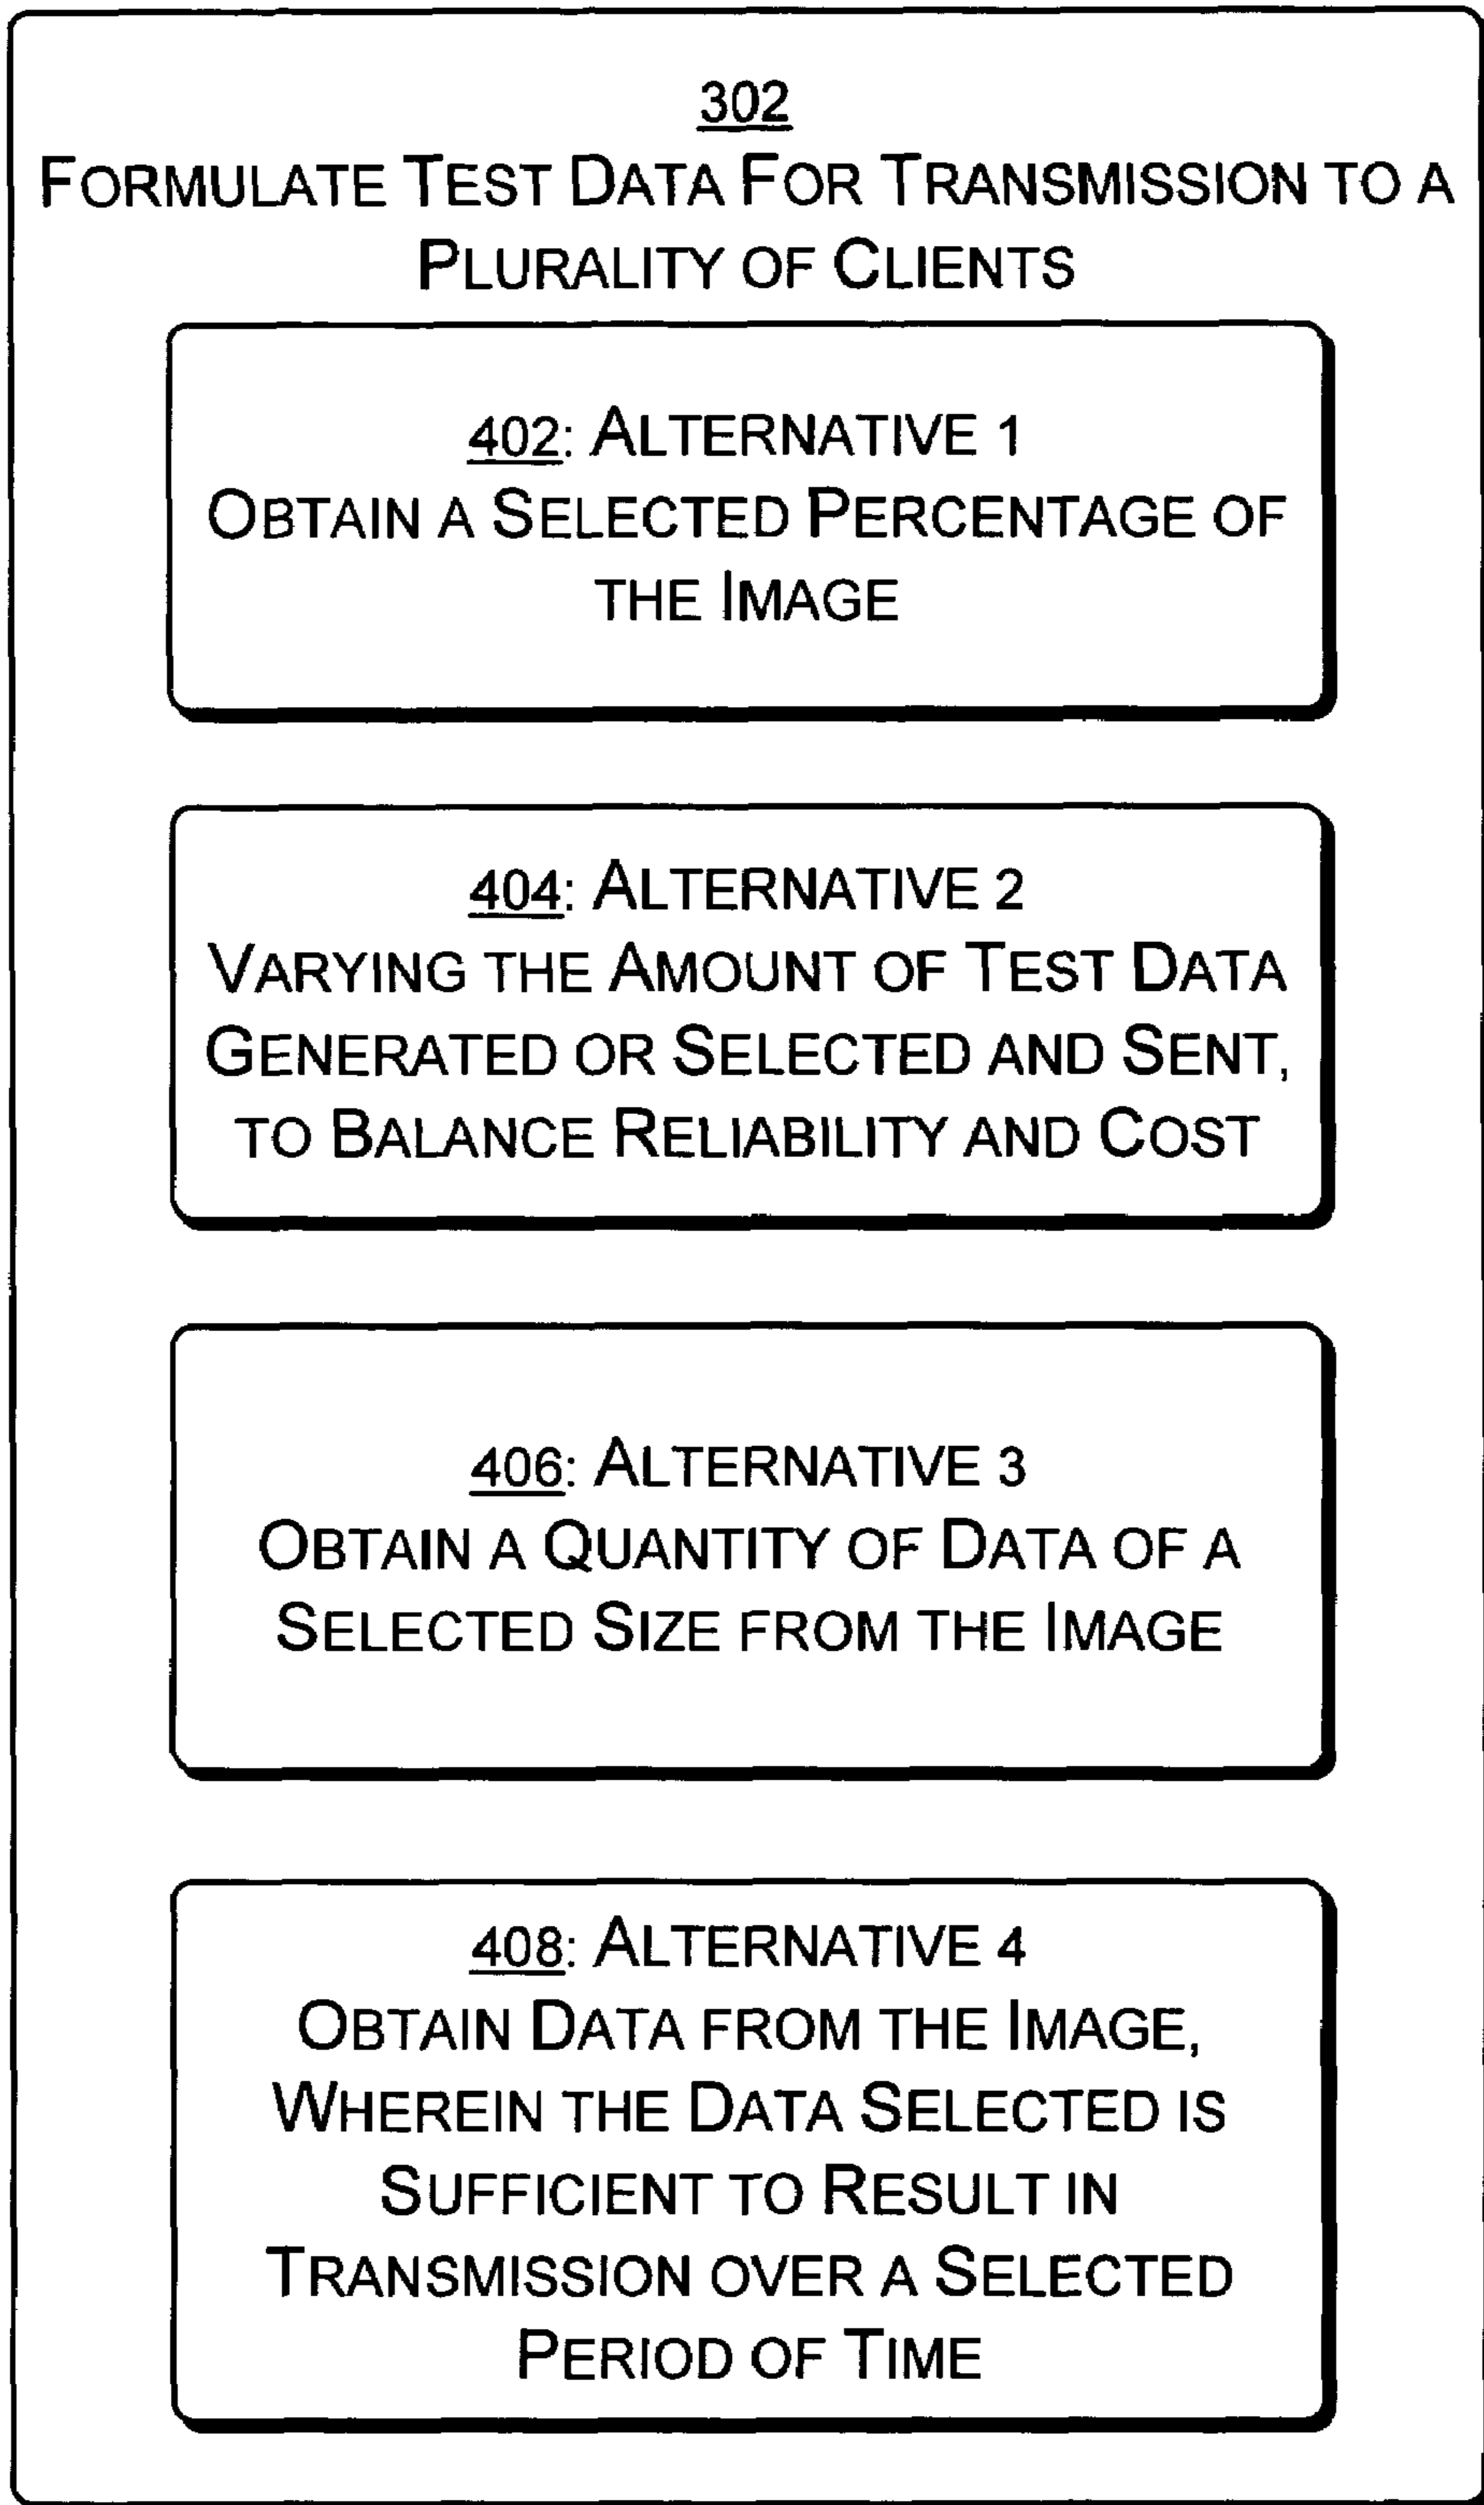 302
FORMULATE TEST DATA FOR TRANSMISSION TO A
PLURALITY OF CLIENTS
402: ALTERNATIVE 1
OBTAIN A SELECTED PERCENTAGE OF
THE IMAGE
404: ALTERNATIVE 2
VARYING THE AMOUNT OF TEST DATA
GENERATED OR SELECTED AND SENT,
TO BALANCE RELIABILITY AND COST
406: ALTERNATIVE 3
OBTAIN A QUANTITY OF DATA OF A
SELECTED SIZE FROM THE IMAGE
408: ALTERNATIVE 4
OBTAIN DATA FROM THE IMAGE,
WHEREIN THE DATA SELECTED IS
SUFFICIENT TO RESULT IN
TRANSMISSION OVER A SELECTED
PERIOD OF TIME